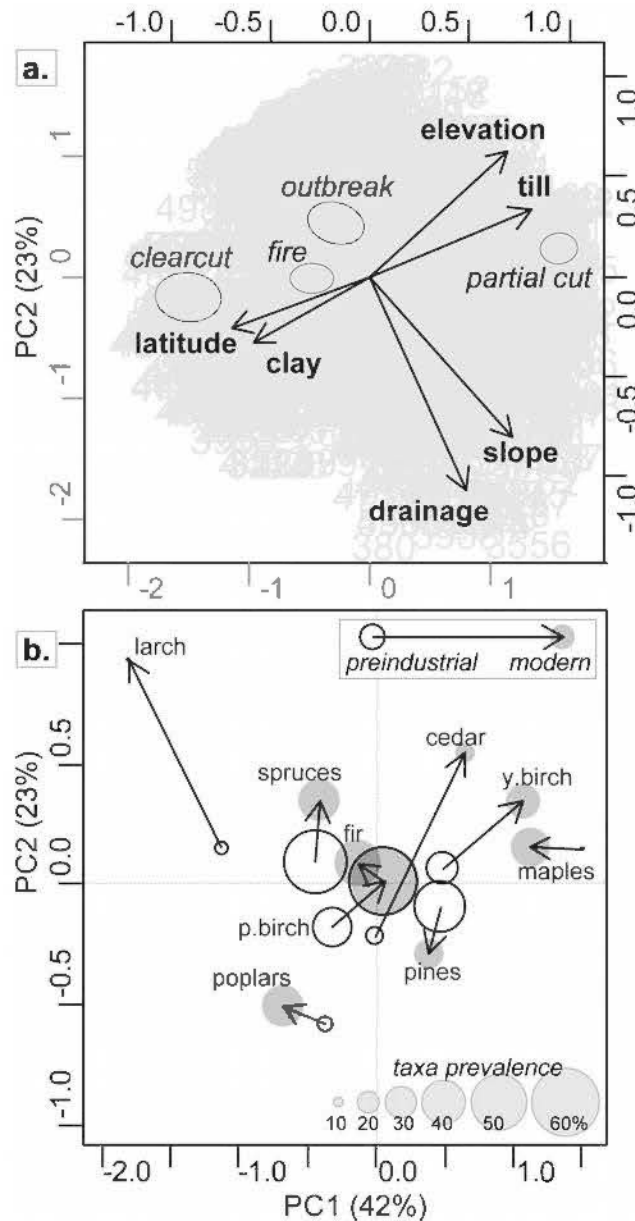 -1.0 0.0 0.5 1.0
a.
elevation
till
outbreak
fire
clearcut
partial cut
latitude
clay
slope
drainage
PC2 (23%)
1
0
-1
-2
1.0
0.5
0.0
-0.5
-1.0
380
3556
-2 -1 0 1
b.
preindustrial modern
larch
cedar
spruces
y.birch
fir
maples
p.birch
pines
poplars
taxa prevalence
10 20 30 40 50 60%
PC2 (23%)
0.5
0.0
-0.5
-1.0
-2.0 -1.0 0.0 1.0
PC1 (42%)